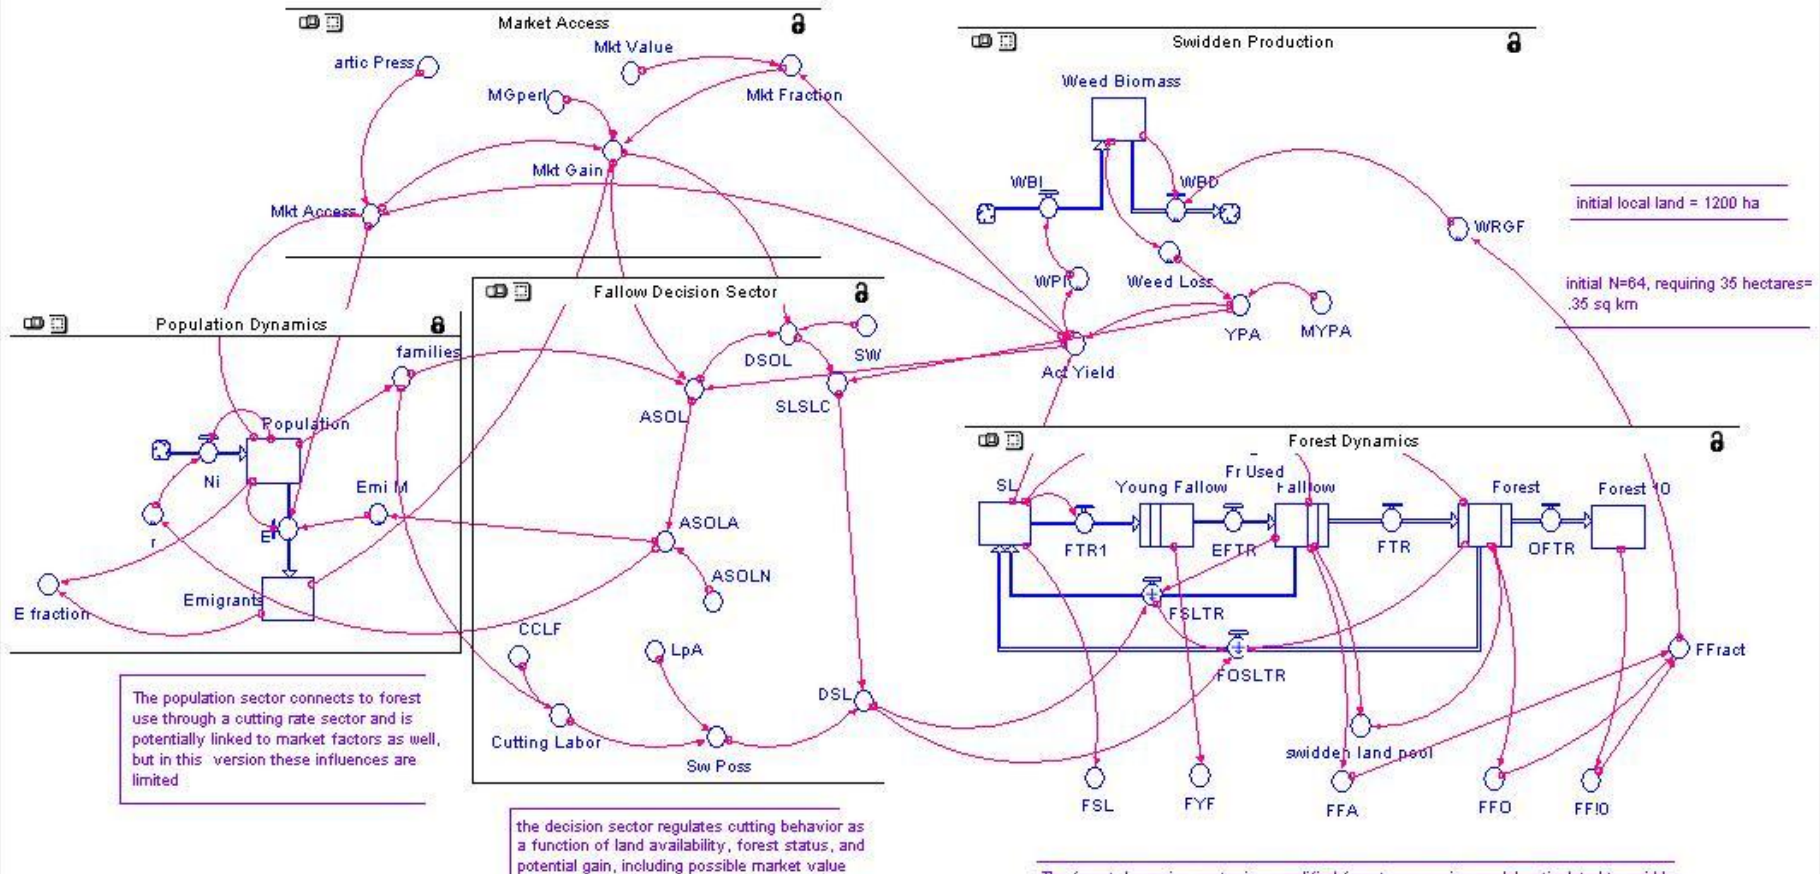 Market Access
artic Press
Mkt Value
MGperl
Mkt Fraction
Mkt Gain
Mkt Access
Swidden Production
Weed Biomass
WBI
WBD
WRGF
Weed Loss
YPA
MYPA
Act Yield
initial local land = 1200 ha
initial N=64, requiring 35 hectares=
.35 sq km
Population Dynamics
families
Population
Ni
Emi M
r
E
Emigrants
E fraction
Fallow Decision Sector
DSOL
SW
ASOL
SLSLC
ASOLA
ASOLN
CCLF
LpA
DSL
Cutting Labor
Sw Poss
Forest Dynamics
Fr Used
SL
Young Fallow
Falllow
Forest
FTR1
EFTR
FTR
OFTR
FSLTR
FOSLTR
FFract
swidden land pool
FSL
FYF
FFA
FFO
FF!0
The population sector connects to forest
use through a cutting rate sector and is
potentially linked to market factors as well,
but in this version these influences are
limited
the decision sector regulates cutting behavior as
a function of land availability, forest status, and
potential gain, including possible market value